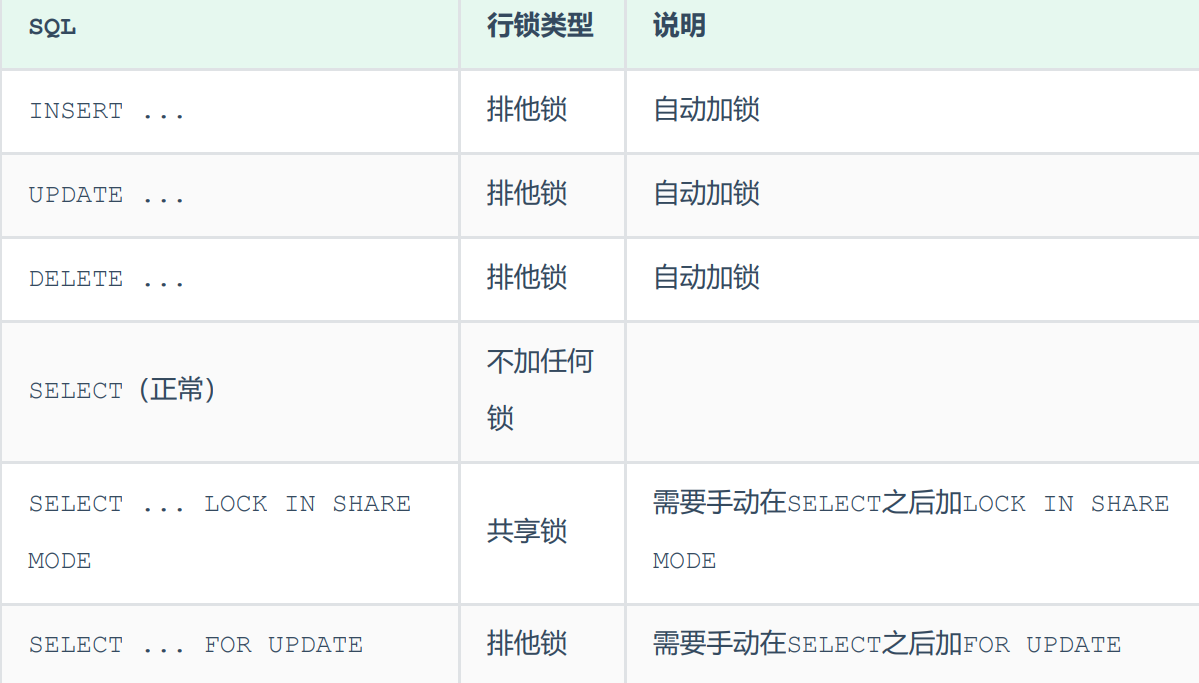 SQL 行锁类型 说明
INSERT ... 排他锁 自动加锁
UPDATE ... 排他锁 自动加锁
DELETE ... 排他锁 自动加锁
SELECT（正常） 不加任何
锁
SELECT ... LOCK IN SHARE
MODE
共享锁
需要手动在SELECT之后加LOCK IN SHARE
MODE
SELECT ... FOR UPDATE 排他锁 需要手动在SELECT之后加FOR UPDATE